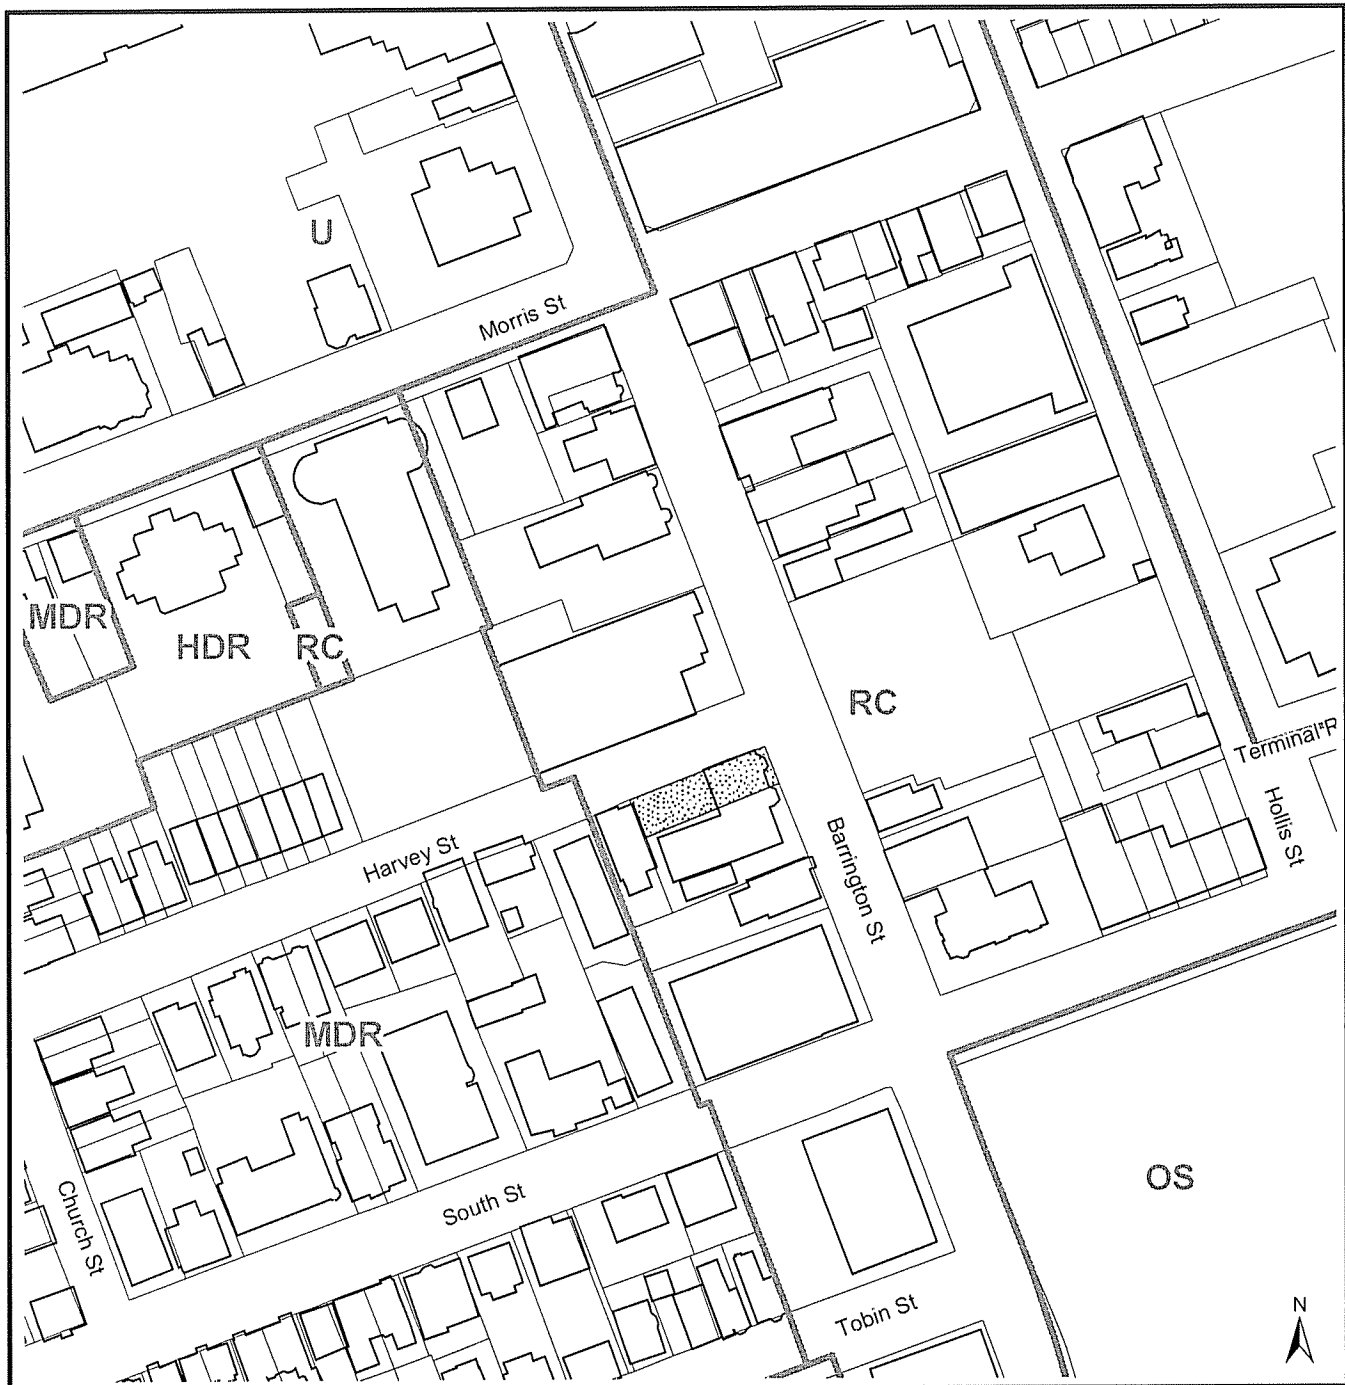 U
Morris St
MDR
HDR
RC
RC
Terminal R
Hollis St
Barrington St
Harvey St
MDR
OS
Church St
South St
Tobin St
N